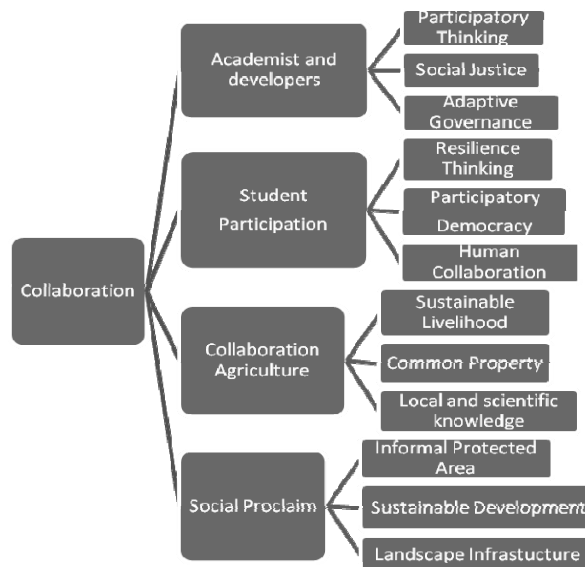 Collaboration
Academist and
developers
Participatory
Thinking
Social Justice
Adaptive
Governance
Student
Participation
Resilience
Thinking
Participatory
Democracy
Human
Collaboration
Collaboration
Agriculture
Sustainable
Livelihood
Common Property
Local and scientific
knowledge
Social Proclaim
Informal Protected
Area
Sustainable Development
Landscape Infrastucture